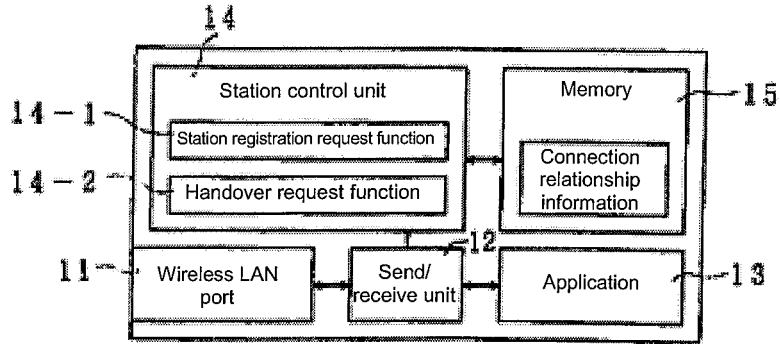 14
Station control unit
Memory
15
14-1
Station registration request function
14-2
Handover request function
Connection
relationship
information
12
11
Wireless LAN
port
Send/
receive unit
Application
13